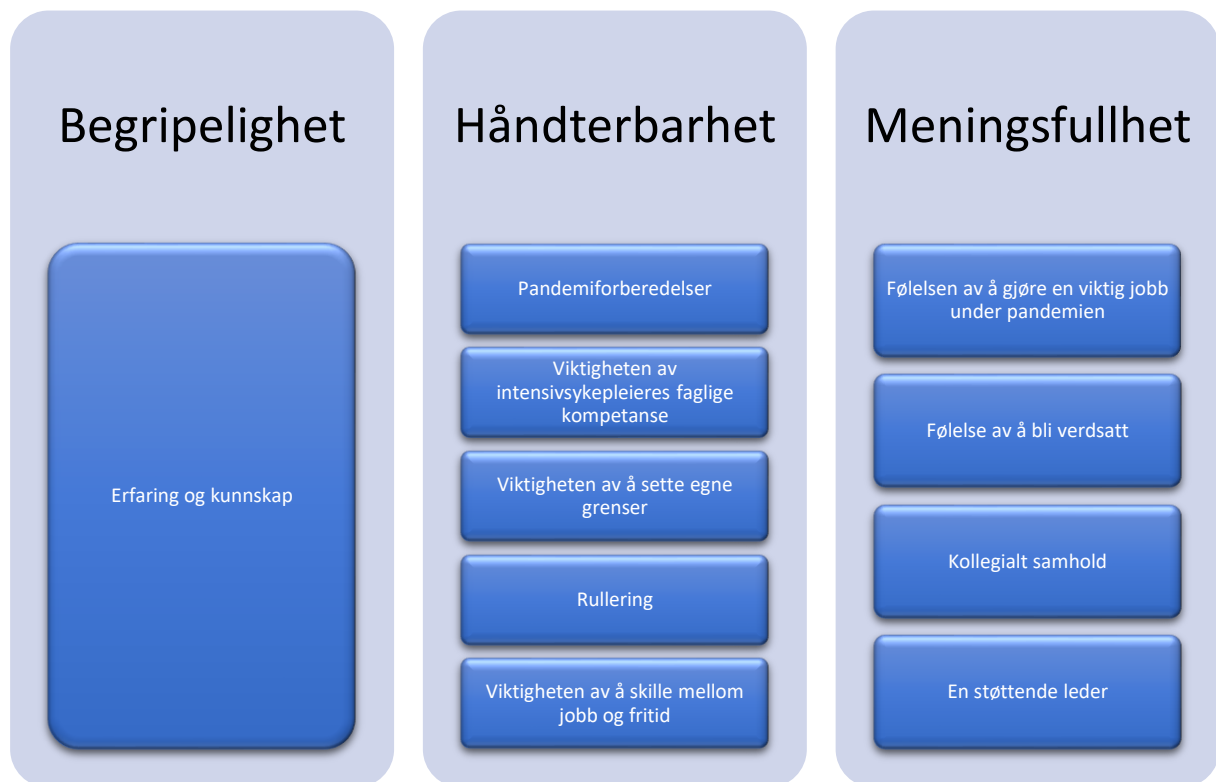 Begripelighet
Erfaring og kunnskap
Håndterbarhet
Pandemiforberedelser
Viktigheten av
intensivsykepleieres faglige
kompetanse
Viktigheten av å sette egne
grenser
Rullering
Viktigheten av å skille mellom
jobb og fritid
Meningsfullhet
Følelsen av å gjøre en viktig jobb
under pandemien
Følelse av å bli verdsatt
Kollegialt samhold
En støttende leder